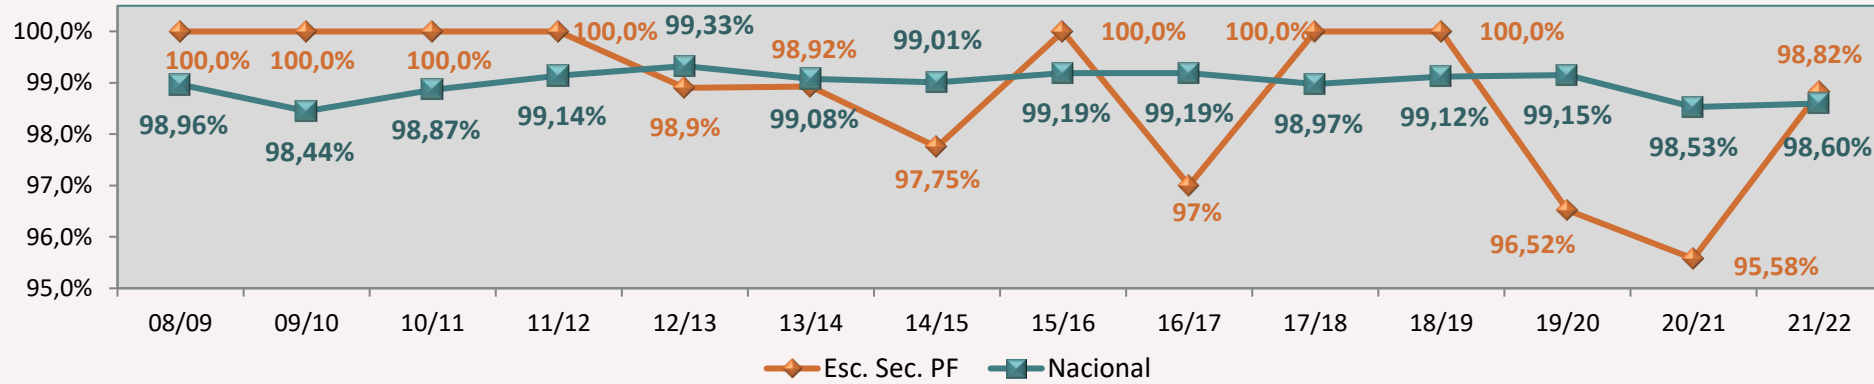 100,0%
99,0%
98,0%
97,0%
96,0%
95,0%
100,0% 100,0% 100,0% 100,0% 98,9% 98,92% 97,75% 100,0% 97% 100,0% 100,0% 96,52% 95,58% 98,82%
98,96% 98,44% 98,87% 99,14% 99,33% 99,08% 99,01% 99,19% 99,19% 98,97% 99,12% 99,15% 98,53% 98,60%
08/09 09/10 10/11 11/12 12/13 13/14 14/15 15/16 16/17 17/18 18/19 19/20 20/21 21/22
Esc. Sec. PF Nacional